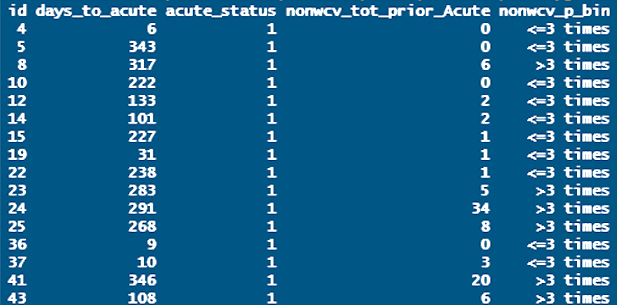 id days_to_acute acute_status nonwcv_tot_prior_Acute nonwcv_p_bin
4 6 1 0 <=3 times
5 343 1 0 <=3 times
8 317 1 6 >3 times
10 222 1 0 <=3 times
12 133 1 2 <=3 times
14 101 1 2 <=3 times
15 227 1 1 <=3 times
19 31 1 1 <=3 times
22 238 1 1 <=3 times
23 283 1 5 >3 times
24 291 1 34 >3 times
25 268 1 8 >3 times
36 9 1 0 <=3 times
37 10 1 3 <=3 times
41 346 1 20 >3 times
43 108 1 6 >3 times